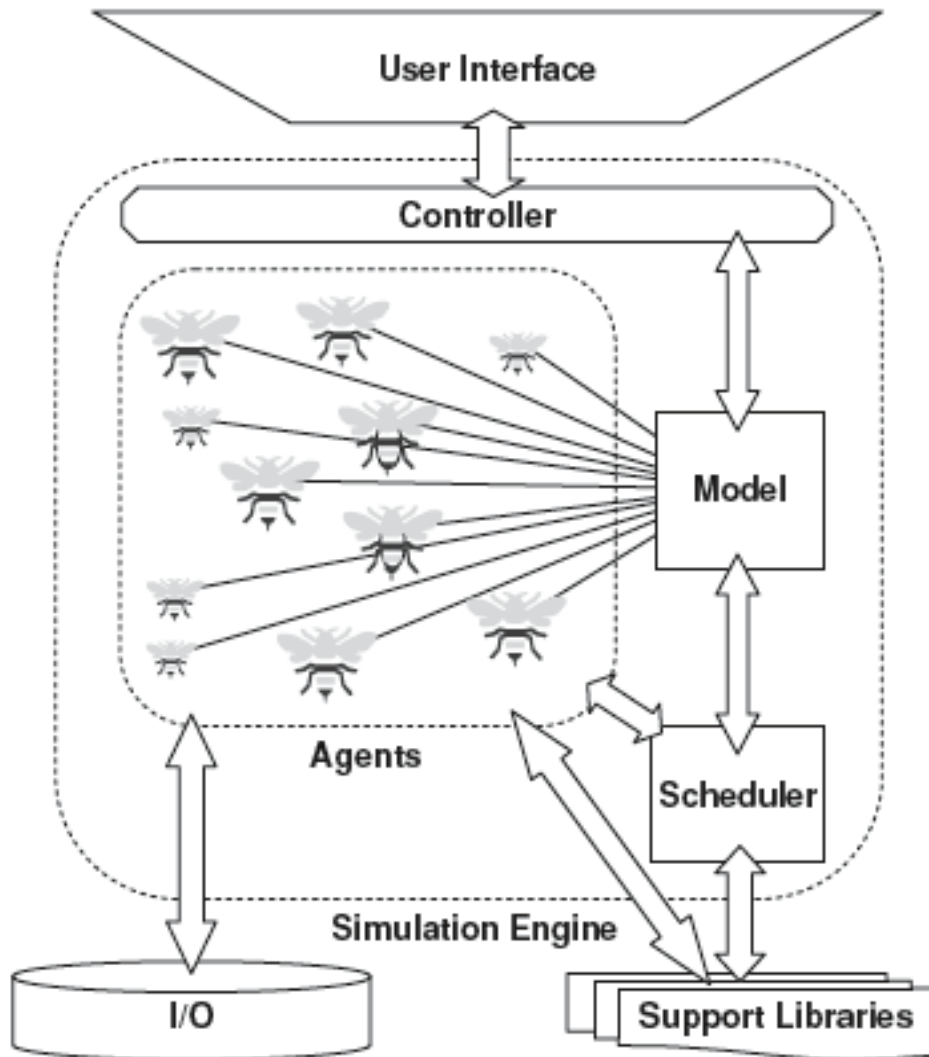 User Interface
Controller
Model
Agents
Scheduler
Simulation Engine
I/O
Support Libraries